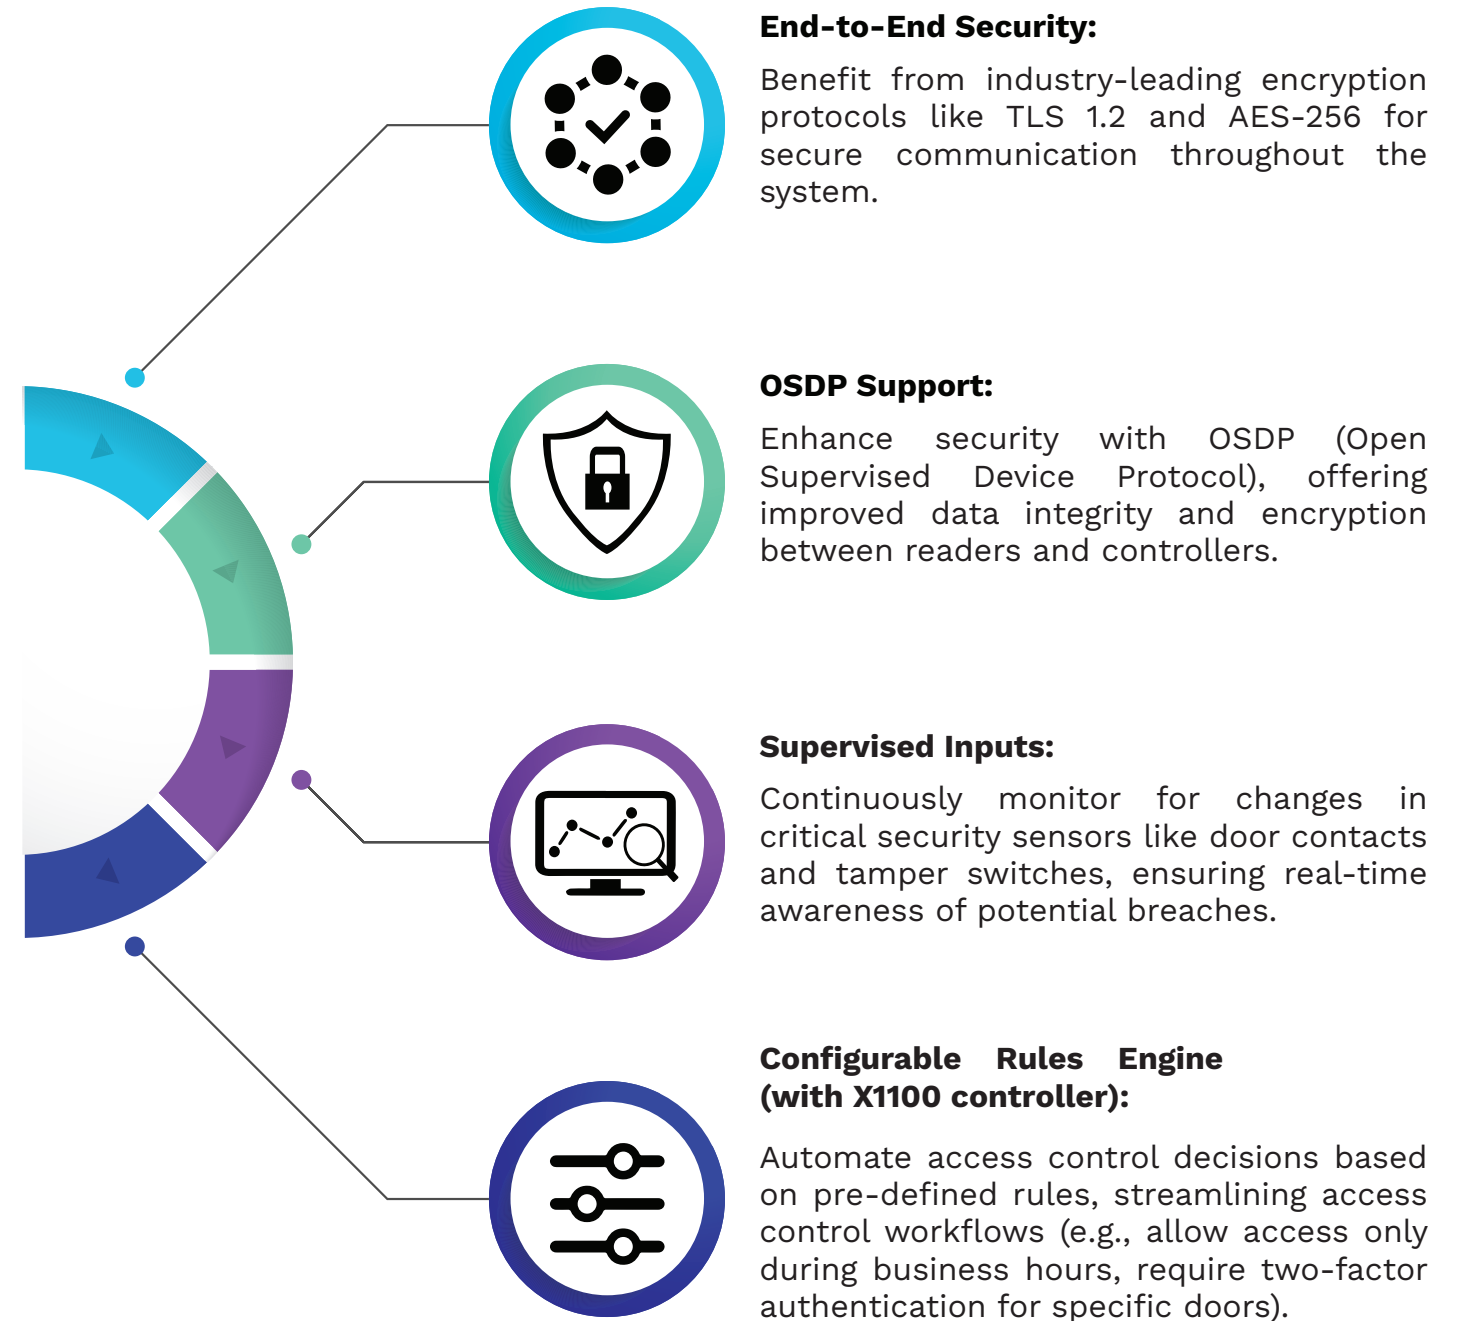 End-to-End Security:
Benefit from industry-leading encryption
protocols like TLS 1.2 and AES-256 for
secure communication throughout the
system.
OSDP Support:
Enhance security with OSDP (Open
Supervised Device Protocol), offering
improved data integrity and encryption
between readers and controllers.
Supervised Inputs:
Continuously monitor for changes in
critical security sensors like door contacts
and tamper switches, ensuring real-time
awareness of potential breaches.
Configurable Rules Engine
(with X1100 controller):
Automate access control decisions based
on pre-defined rules, streamlining access
control workflows (e.g., allow access only
during business hours, require two-factor
authentication for specific doors).